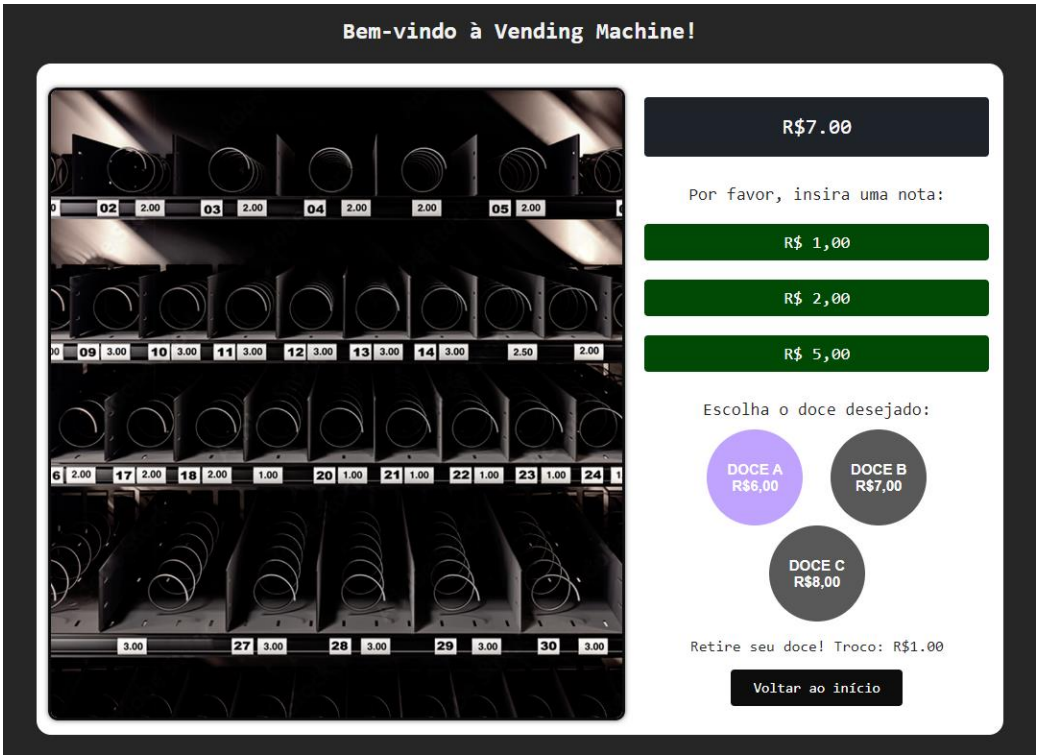 Bem-vindo à Vending Machine!
R$7.00
Por favor, insira uma nota:
R$ 1,00
R$ 2,00
R$ 5,00
Escolha o doce desejado:
DOCE A
R$6,00
DOCE B
R$7,00
DOCE C
R$8,00
Retire seu doce! Troco: R$1.00
Voltar ao início
02 2.00 03 2.00 04 2.00 2.00 05 2.00
09 3.00 10 3.00 11 3.00 12 3.00 13 3.00 14 3.00 2.50 2.00
6 2.00 17 2.00 18 2.00 1.00 20 1.00 21 1.00 22 1.00 23 1.00 24 1
3.00 27 3.00 28 3.00 29 3.00 30 3.00